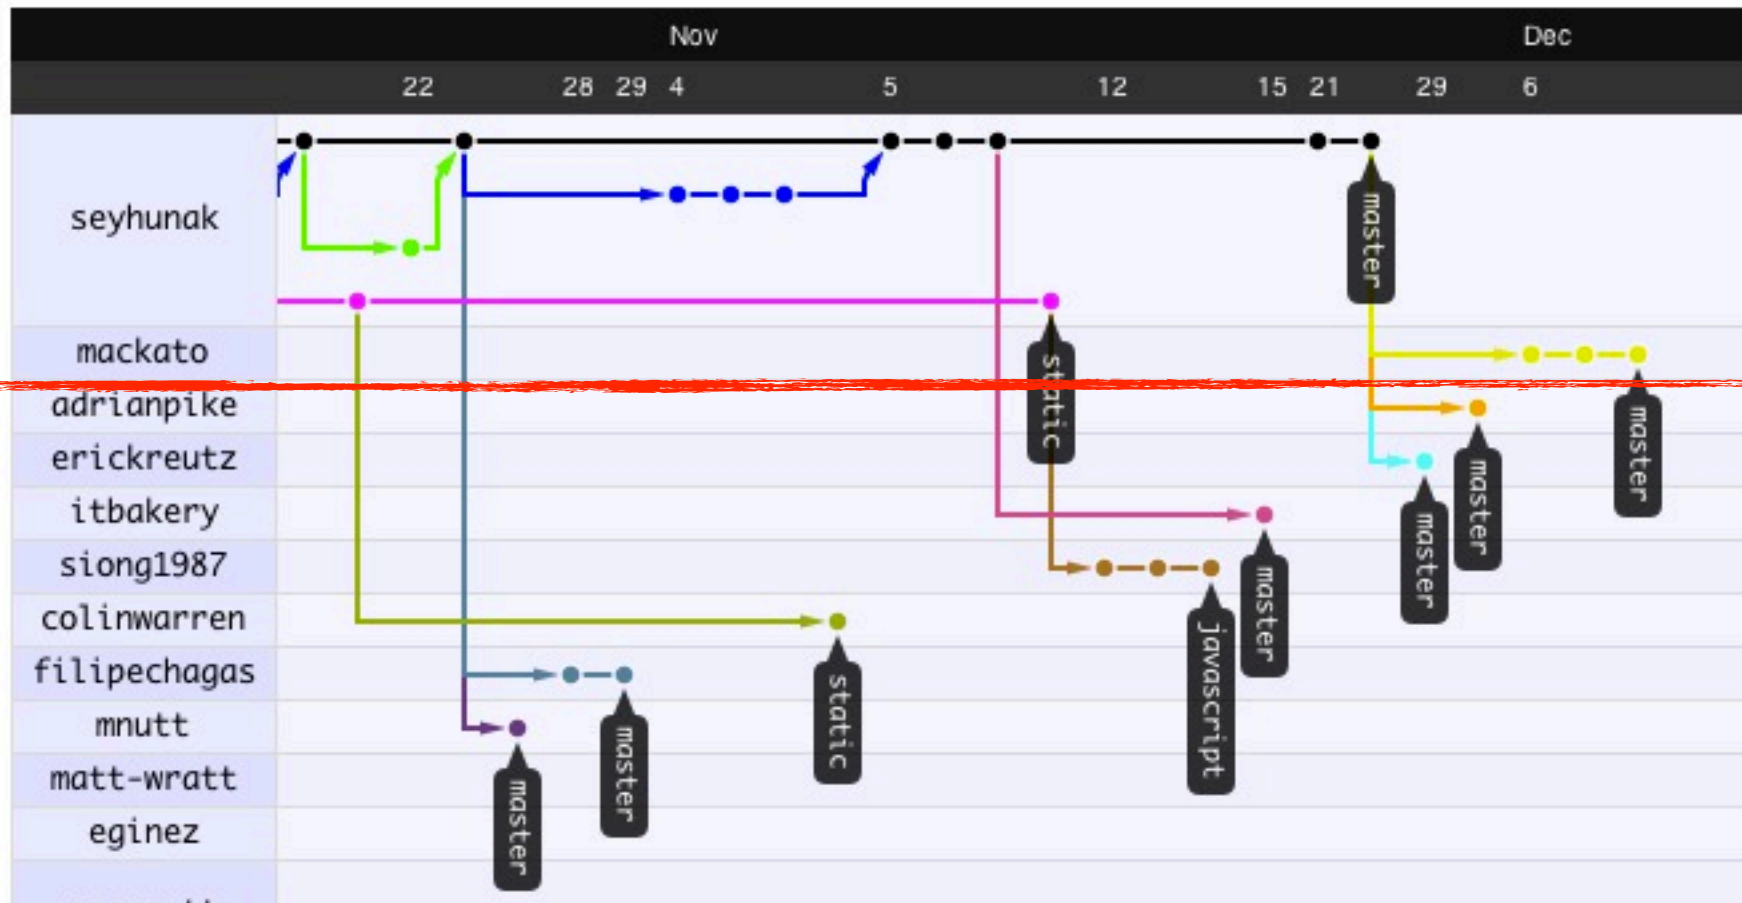 Nov Dec
22 28 29 4 5 12 15 21 29 6
seyhunak
master
mackato
static
adrianpike
master
erickreutz
master
itbakery
master
siong1987
master
javascript
colinwarren
static
filipechagas
master
mnutt
master
matt-wratt
eginez